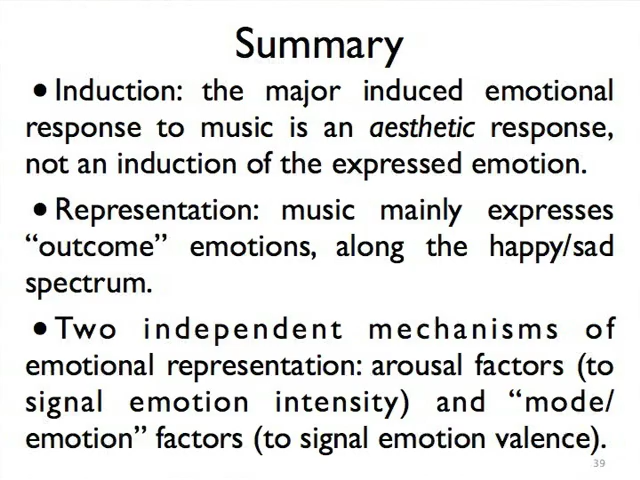 Summary
•Induction: the major induced emotional
response to music is an aesthetic response,
not an induction of the expressed emotion.
•Representation: music mainly expresses
“outcome” emotions, along the happy/sad
spectrum.
•Two independent mechanisms of
emotional representation: arousal factors (to
signal emotion intensity) and “mode/
emotion” factors (to signal emotion valence).
39